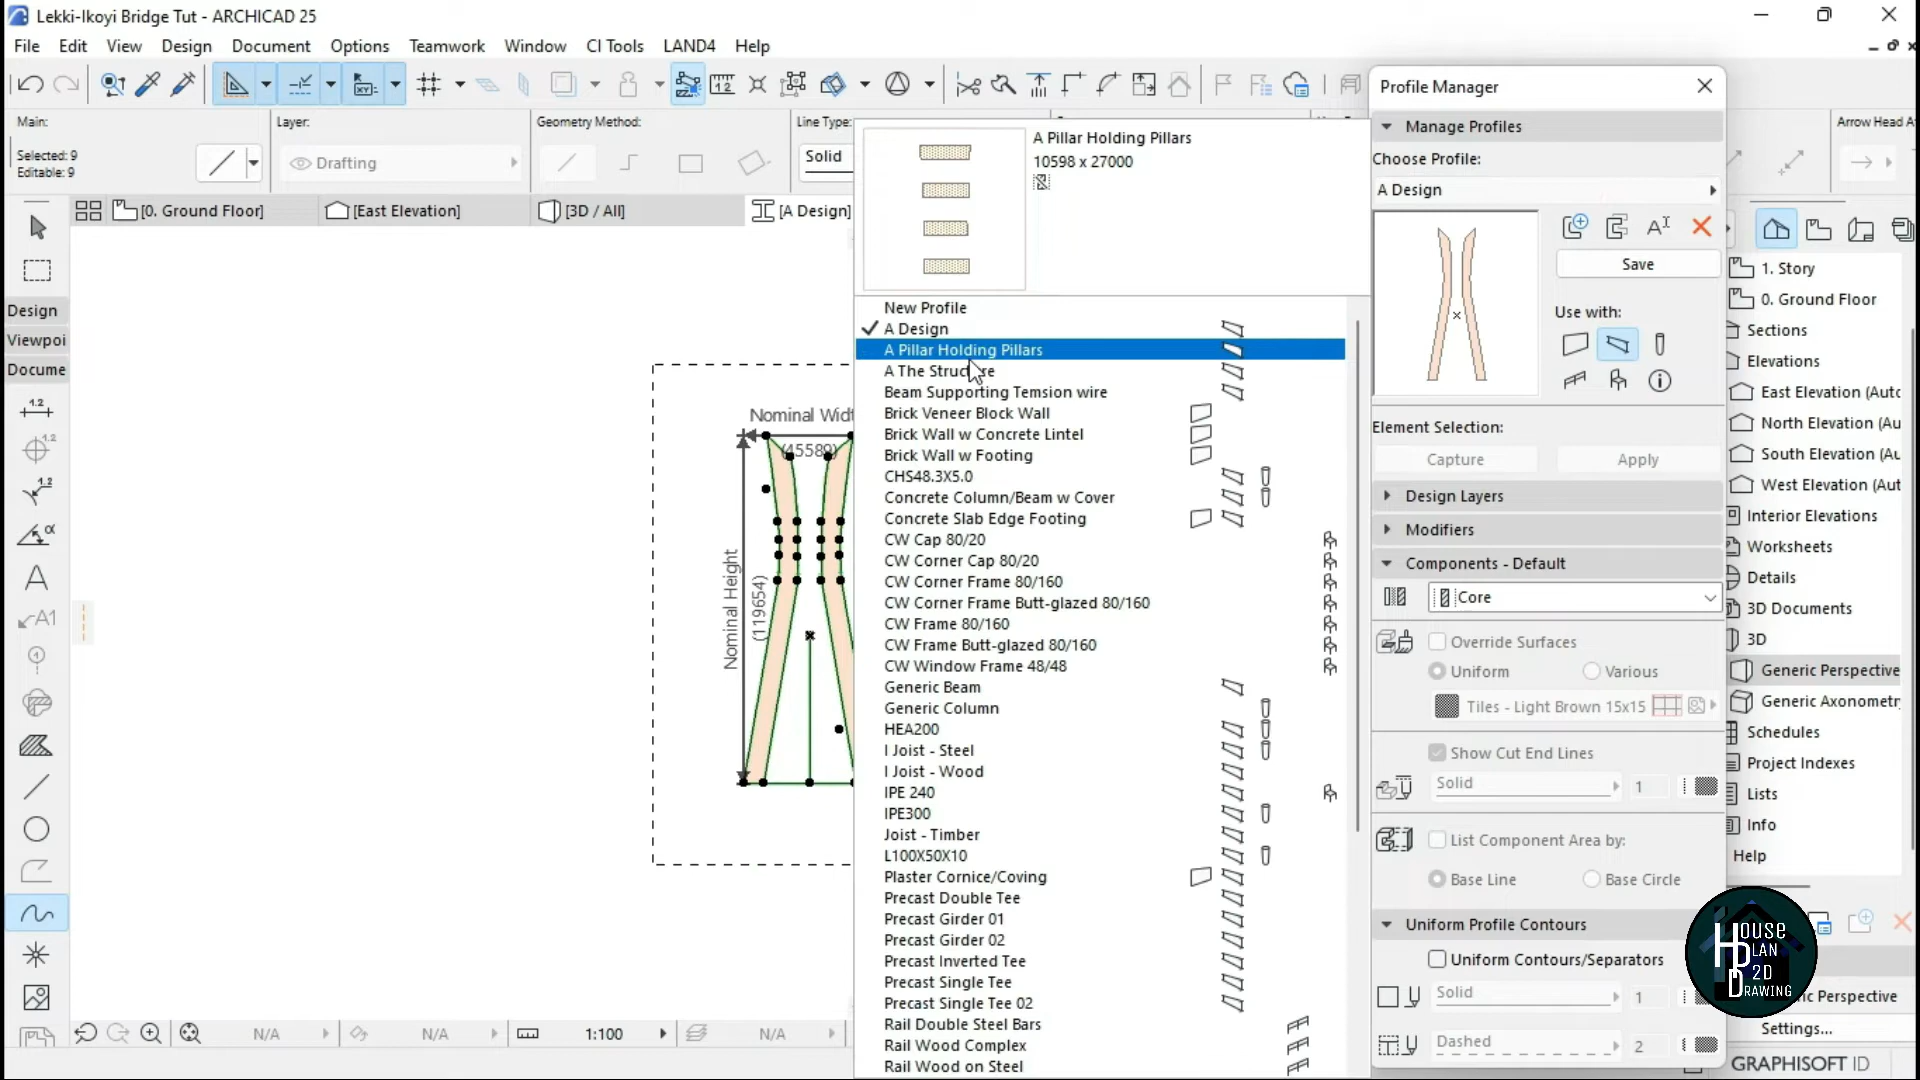 Lekki-Ikoyi Bridge Tut - ARCHICAD 25
File Edit View Design Document Options Teamwork Window CI Tools LAND4 Help
Main:
Selected: 9
Editable: 9
Layer:
Drafting
Geometry Method:
Line Type:
Solid
Arrow Head A
[0. Ground Floor]
[East Elevation]
[3D / All]
[A Design]
Design
Viewpoi
Docume
Nominal Widt
(45589)
Nominal Height
(119654)
A Pillar Holding Pillars
10598 x 27000
New Profile
A Design
A Pillar Holding Pillars
A The Structure
Beam Supporting Temsion wire
Brick Veneer Block Wall
Brick Wall w Concrete Lintel
Brick Wall w Footing
CHS48.3X5.0
Concrete Column/Beam w Cover
Concrete Slab Edge Footing
CW Cap 80/20
CW Corner Cap 80/20
CW Corner Frame 80/160
CW Corner Frame Butt-glazed 80/160
CW Frame 80/160
CW Frame Butt-glazed 80/160
CW Window Frame 48/48
Generic Beam
Generic Column
HEA200
I Joist - Steel
I Joist - Wood
IPE 240
IPE300
Joist - Timber
L100X50X10
Plaster Cornice/Coving
Precast Double Tee
Precast Girder 01
Precast Girder 02
Precast Inverted Tee
Precast Single Tee
Precast Single Tee 02
Rail Double Steel Bars
Rail Wood Complex
Rail Wood on Steel
Profile Manager
Manage Profiles
Choose Profile:
A Design
Save
Use with:
Element Selection:
Capture
Apply
Design Layers
Modifiers
Components - Default
Core
Override Surfaces
Uniform
Various
Tiles - Light Brown 15x15
Show Cut End Lines
Solid
1
List Component Area by:
Base Line
Base Circle
Uniform Profile Contours
Uniform Contours/Separators
Solid
1
Dashed
2
1. Story
0. Ground Floor
Sections
Elevations
East Elevation (Auto
North Elevation (Au
South Elevation (Au
West Elevation (Aut
Interior Elevations
Worksheets
Details
3D Documents
3D
Generic Perspective
Generic Axonometr
Schedules
Project Indexes
Lists
Info
Help
House
Plan
2D
Drawing
ic Perspective
Settings...
GRAPHISOFT ID
N/A
N/A
1:100
N/A